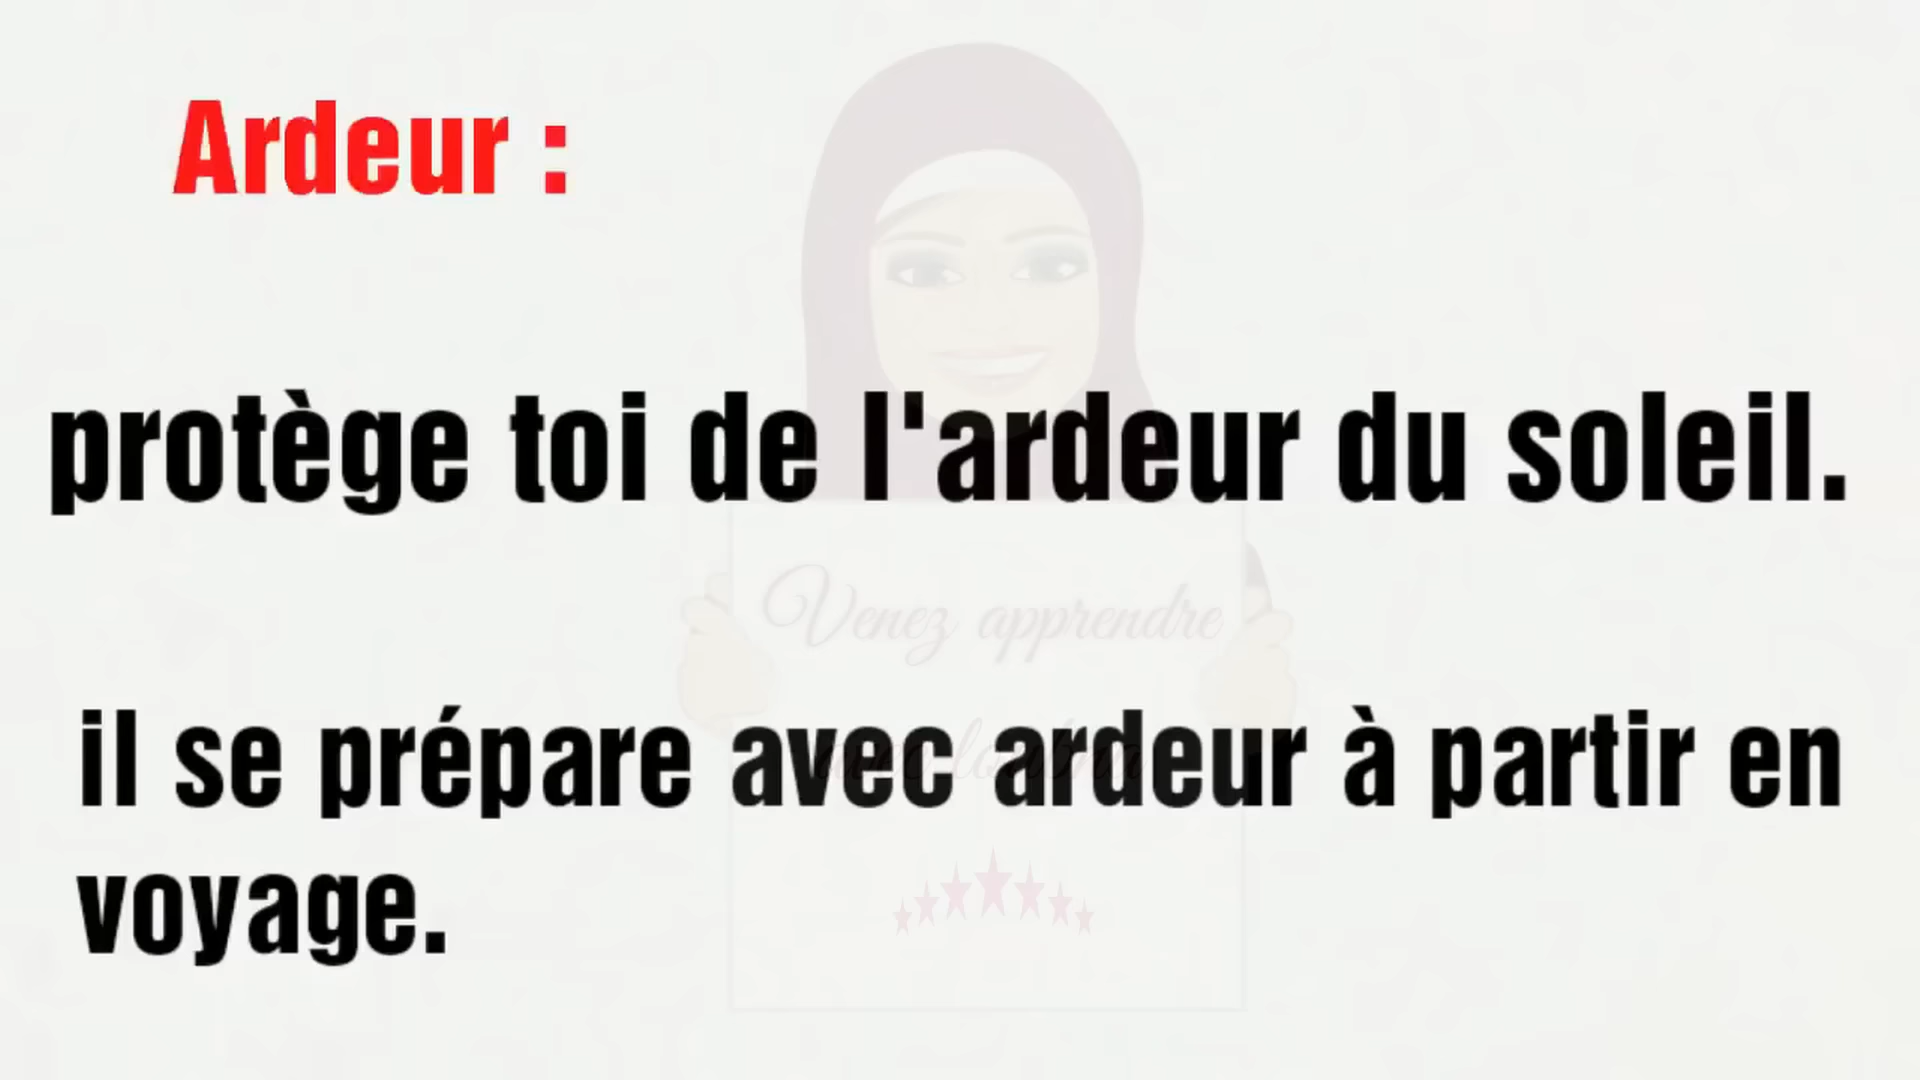 Ardeur :
protège toi de l'ardeur du soleil.
Venez apprendre
il se prépare avec ardeur à partir en
voyage.